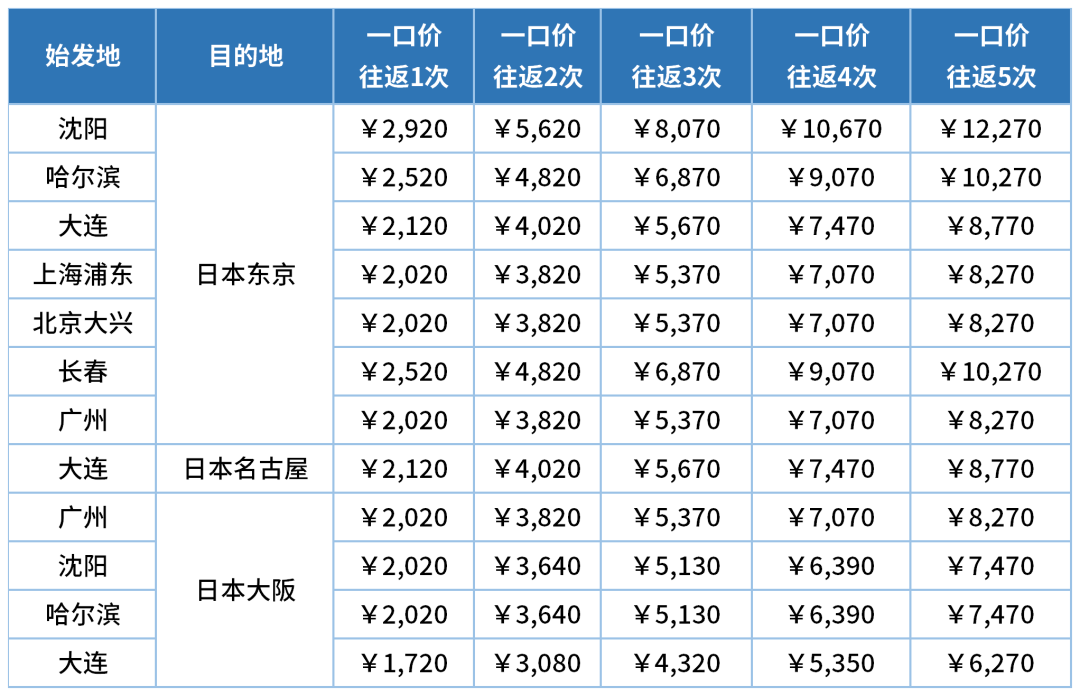 始发地 目的地 一口价 一口价 一口价 一口价 一口价
往返1次 往返2次 往返3次 往返4次 往返5次
沈阳 ￥2,920 ￥5,620 ￥8,070 ￥10,670 ￥12,270
哈尔滨 ￥2,520 ￥4,820 ￥6,870 ￥9,070 ￥10,270
大连 ￥2,120 ￥4,020 ￥5,670 ￥7,470 ￥8,770
上海浦东 日本东京 ￥2,020 ￥3,820 ￥5,370 ￥7,070 ￥8,270
北京大兴 ￥2,020 ￥3,820 ￥5,370 ￥7,070 ￥8,270
长春 ￥2,520 ￥4,820 ￥6,870 ￥9,070 ￥10,270
广州 ￥2,020 ￥3,820 ￥5,370 ￥7,070 ￥8,270
大连 日本名古屋 ￥2,120 ￥4,020 ￥5,670 ￥7,470 ￥8,770
广州 ￥2,020 ￥3,820 ￥5,370 ￥7,070 ￥8,270
沈阳 日本大阪 ￥2,020 ￥3,640 ￥5,130 ￥6,390 ￥7,470
哈尔滨 ￥2,020 ￥3,640 ￥5,130 ￥6,390 ￥7,470
大连 ￥1,720 ￥3,080 ￥4,320 ￥5,350 ￥6,270